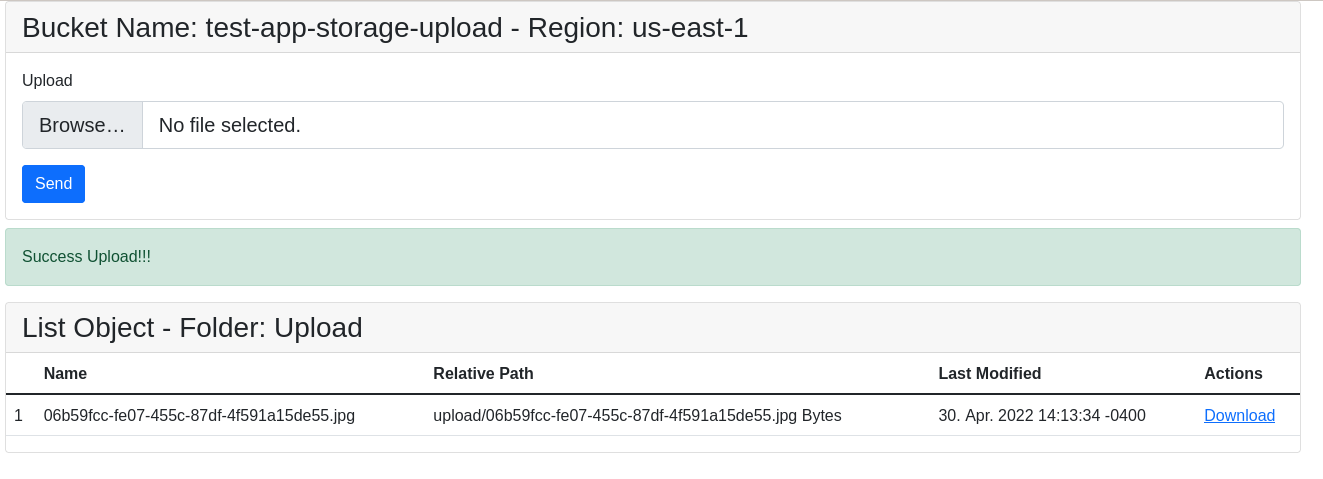 Bucket Name: test-app-storage-upload - Region: us-east-1
Upload
Browse… No file selected.
Send
Success Upload!!!
List Object - Folder: Upload
Name Relative Path Last Modified Actions
1 06b59fcc-fe07-455c-87df-4f591a15de55.jpg upload/06b59fcc-fe07-455c-87df-4f591a15de55.jpg Bytes 30. Apr. 2022 14:13:34 -0400 Download